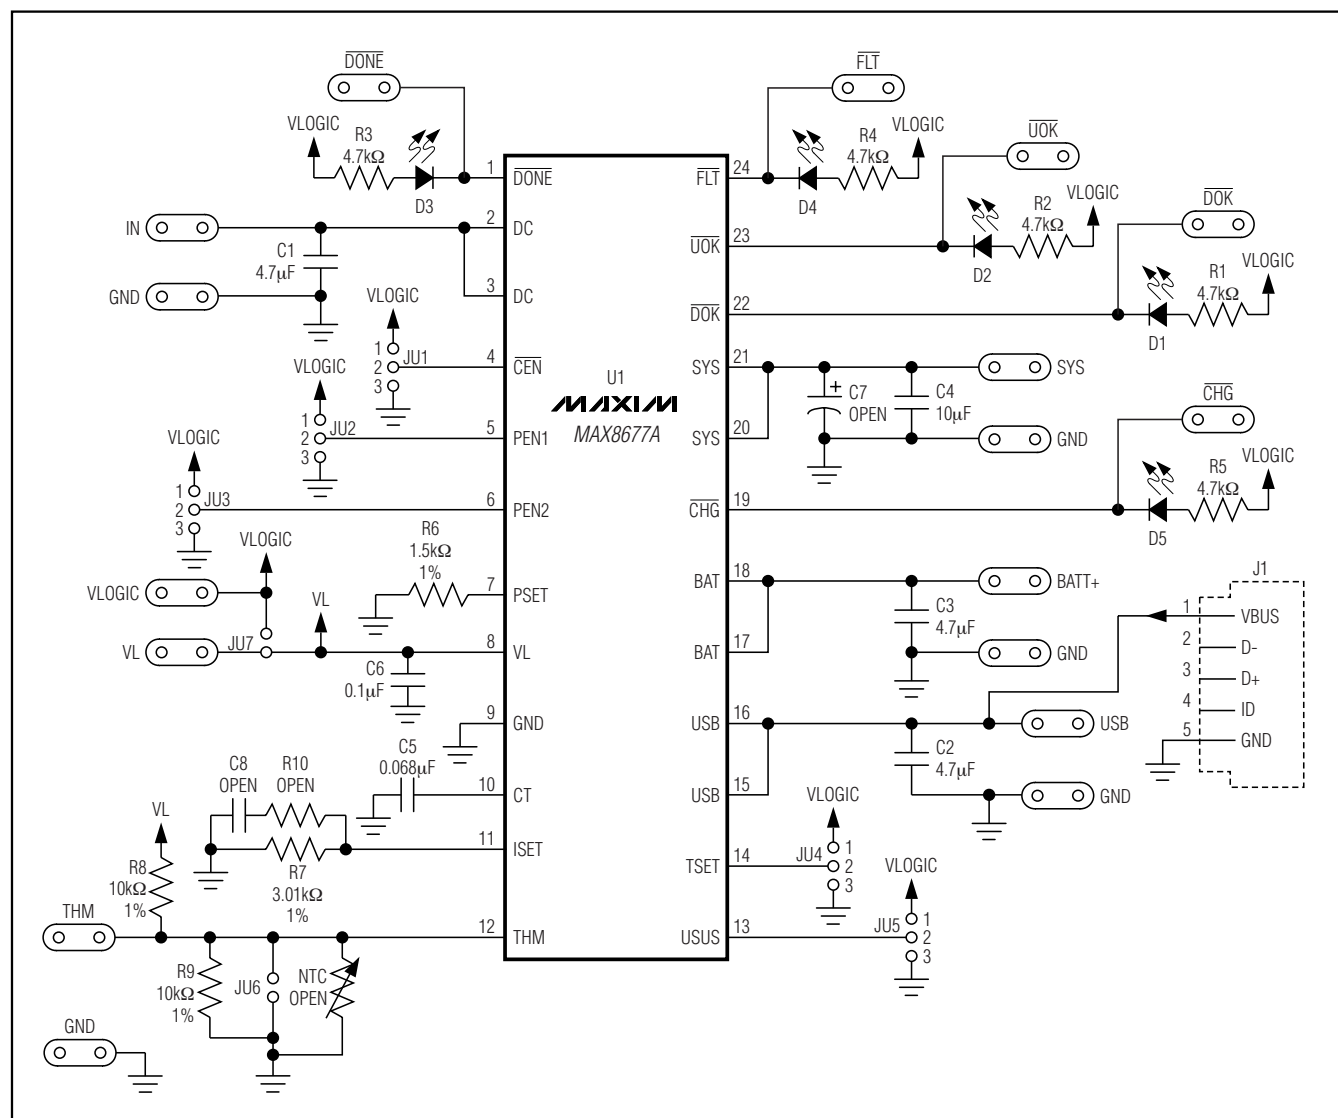 DONE
VLOGIC
R3
4.7kΩ
D3
1
DONE
IN
2
DC
C1
4.7μF
GND
3
DC
VLOGIC
1
2
3
JU1
4
CEN
VLOGIC
1
2
3
JU2
5
PEN1
VLOGIC
1
2
3
JU3
6
PEN2
R6
1.5kΩ
1%
7
PSET
VLOGIC
VLOGIC
VL
JU7
VL
8
VL
C6
0.1μF
9
GND
C5
0.068μF
10
CT
C8
OPEN
R10
OPEN
11
ISET
R7
3.01kΩ
1%
VL
R8
10kΩ
1%
THM
12
THM
R9
10kΩ
1%
JU6
NTC
OPEN
GND
U1
MAXIM
MAX8677A
FLT
24
FLT
D4
R4
4.7kΩ
VLOGIC
UOK
23
UOK
D2
R2
4.7kΩ
VLOGIC
DOK
22
DOK
D1
R1
4.7kΩ
VLOGIC
21
SYS
+
C7
OPEN
C4
10μF
SYS
20
SYS
GND
CHG
19
CHG
D5
R5
4.7kΩ
VLOGIC
18
BAT
BATT+
C3
4.7μF
17
BAT
GND
J1
1
VBUS
2
D-
3
D+
4
ID
5
GND
16
USB
USB
C2
4.7μF
15
USB
GND
VLOGIC
14
TSET
JU4
1
2
3
VLOGIC
13
USUS
JU5
1
2
3